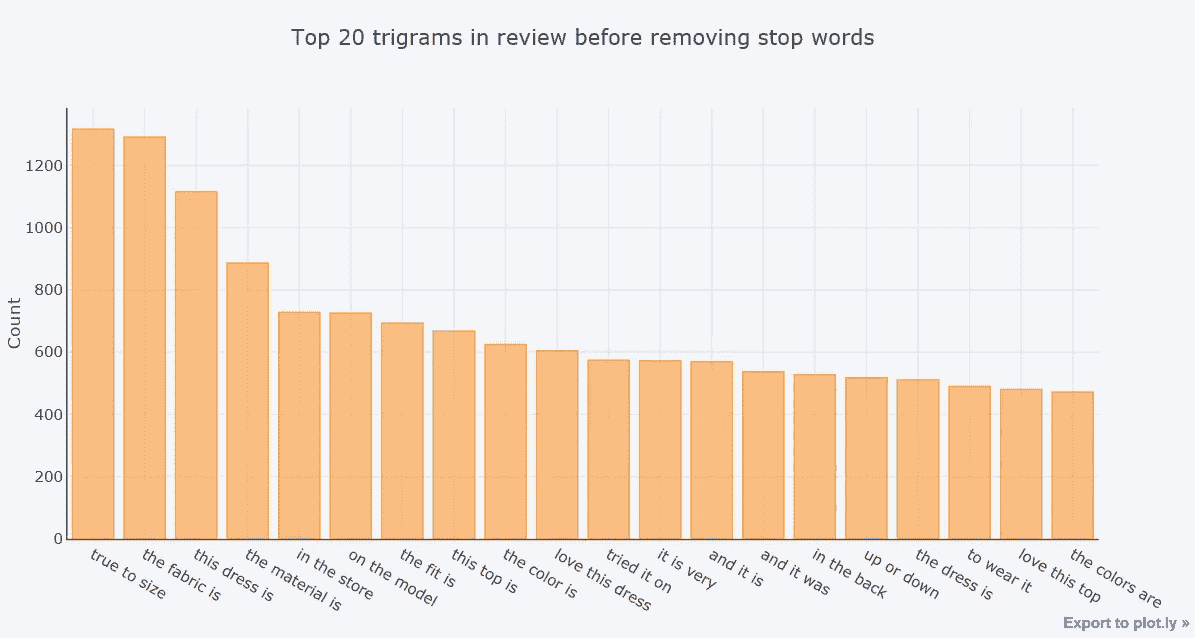 Top 20 trigrams in review before removing stop words
1200
1000
800
600
400
200
0
Count
true to size
the fabric is
this dress is
the material is
in the store
on the model
the fit is
this top is
the color is
love this dress
tried it on
it is very
and it is
and it was
in the back
up or down
the dress is
to wear it
love this top
the colors are
Export to plot.ly »